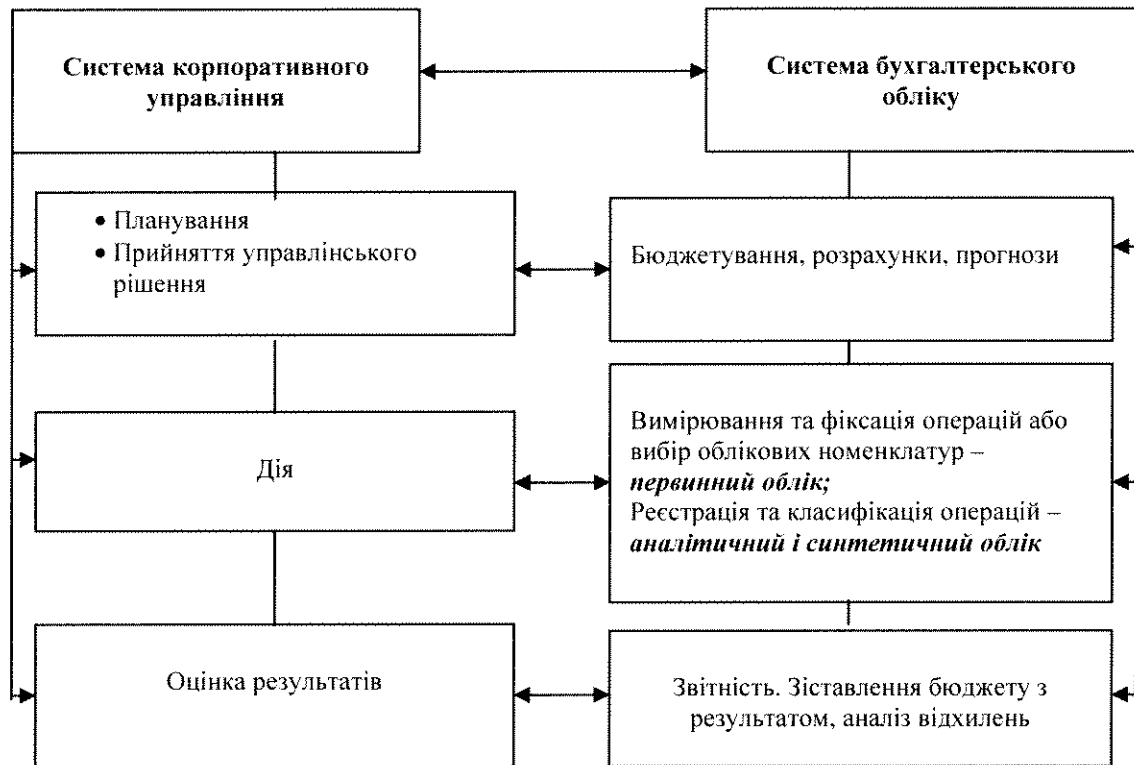 Система корпоративного
управління
Система бухгалтерського
обліку
• Планування
• Прийняття управлінського
рішення
Бюджетування, розрахунки, прогнози
Дія
Вимірювання та фіксація операцій або
вибір облікових номенклатур –
первинний облік;
Реєстрація та класифікація операцій –
аналітичний і синтетичний облік
Оцінка результатів
Звітність. Зіставлення бюджету з
результатом, аналіз відхилень